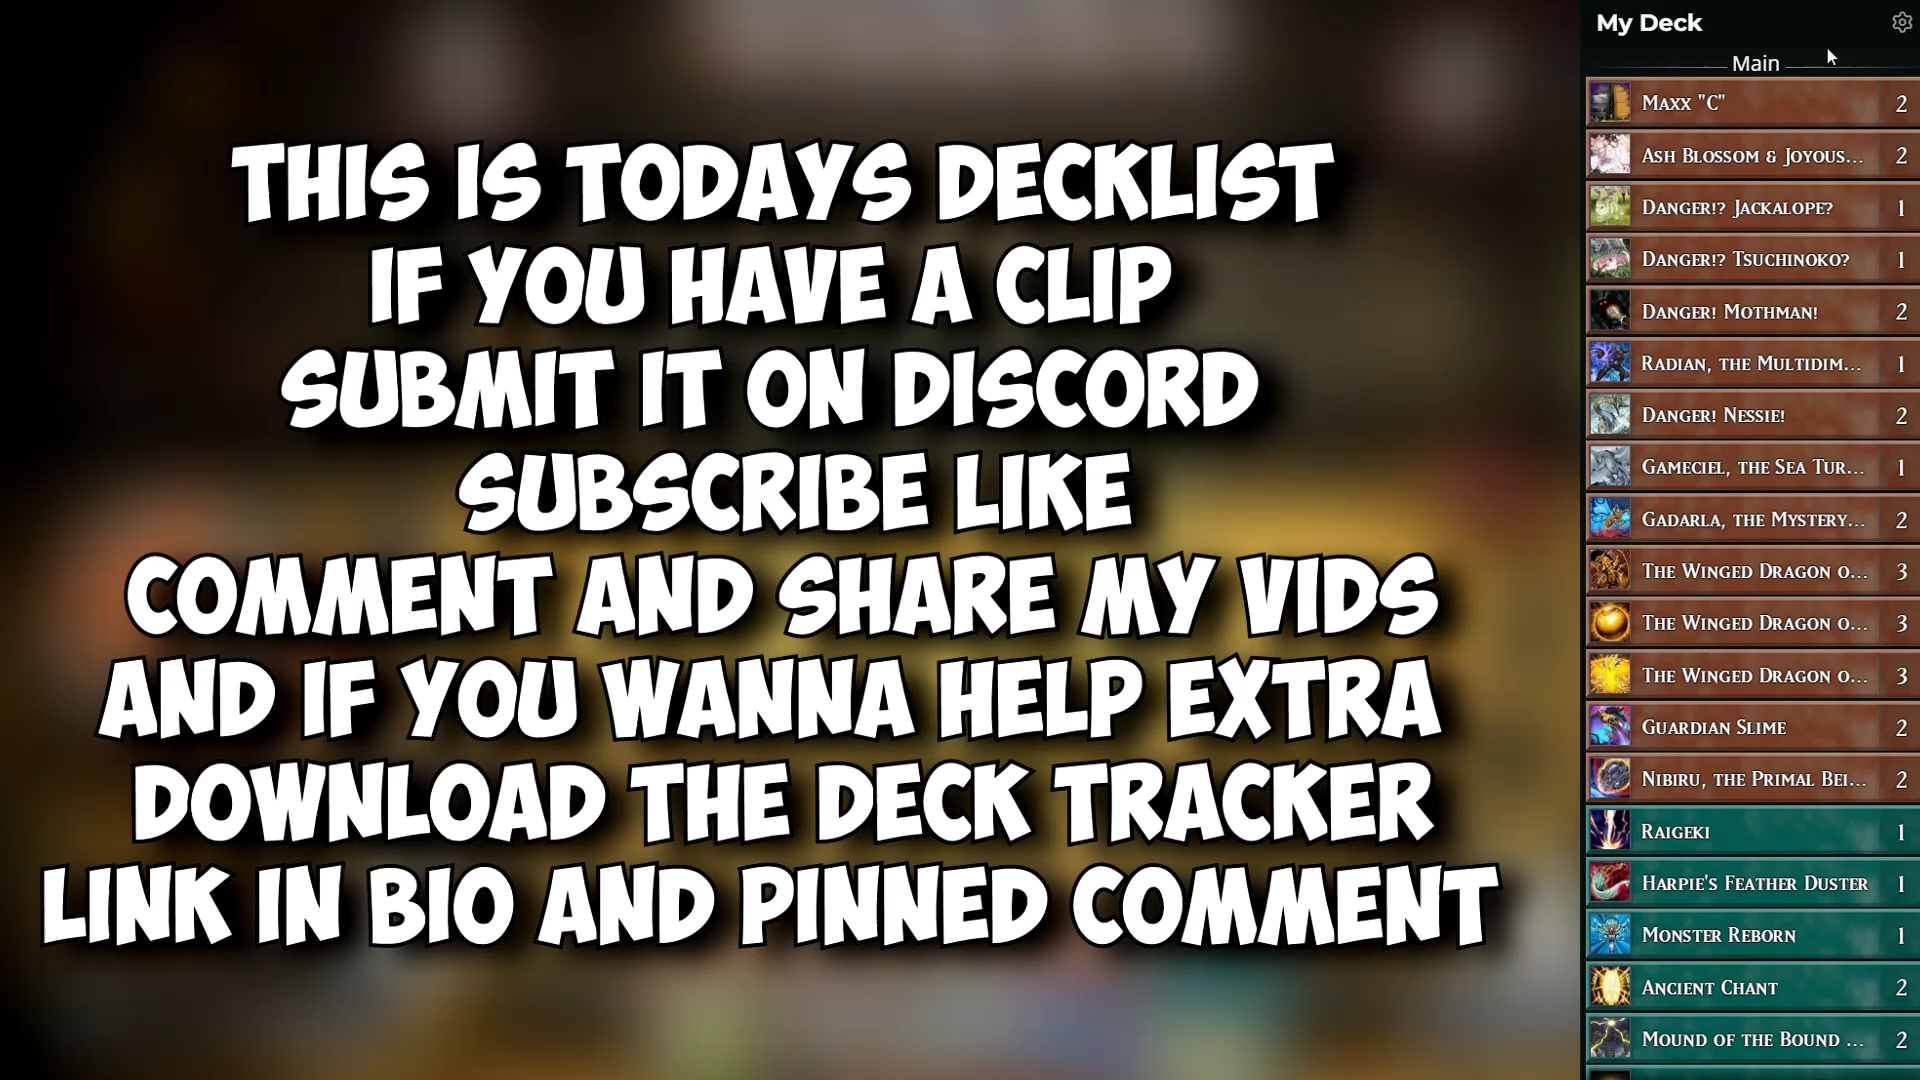 THIS IS TODAYS DECKLIST
IF YOU HAVE A CLIP
SUBMIT IT ON DISCORD
SUBSCRIBE LIKE
COMMENT AND SHARE MY VIDS
AND IF YOU WANNA HELP EXTRA
DOWNLOAD THE DECK TRACKER
LINK IN BIO AND PINNED COMMENT
My Deck
Main
Maxx "C" 2
Ash Blossom & Joyous... 2
Danger!? Jackalope? 1
Danger!? Tsuchinoko? 1
Danger! Mothman! 2
Radian, the Multidim... 1
Danger! Nessie! 2
Gameciel, the Sea Tur... 1
Gadarla, the Mystery... 2
The Winged Dragon o... 3
The Winged Dragon o... 3
The Winged Dragon o... 3
Guardian Slime 2
Nibiru, the Primal Bei... 2
Raigeki 1
Harpie's Feather Duster 1
Monster Reborn 1
Ancient Chant 2
Mound of the Bound ... 2